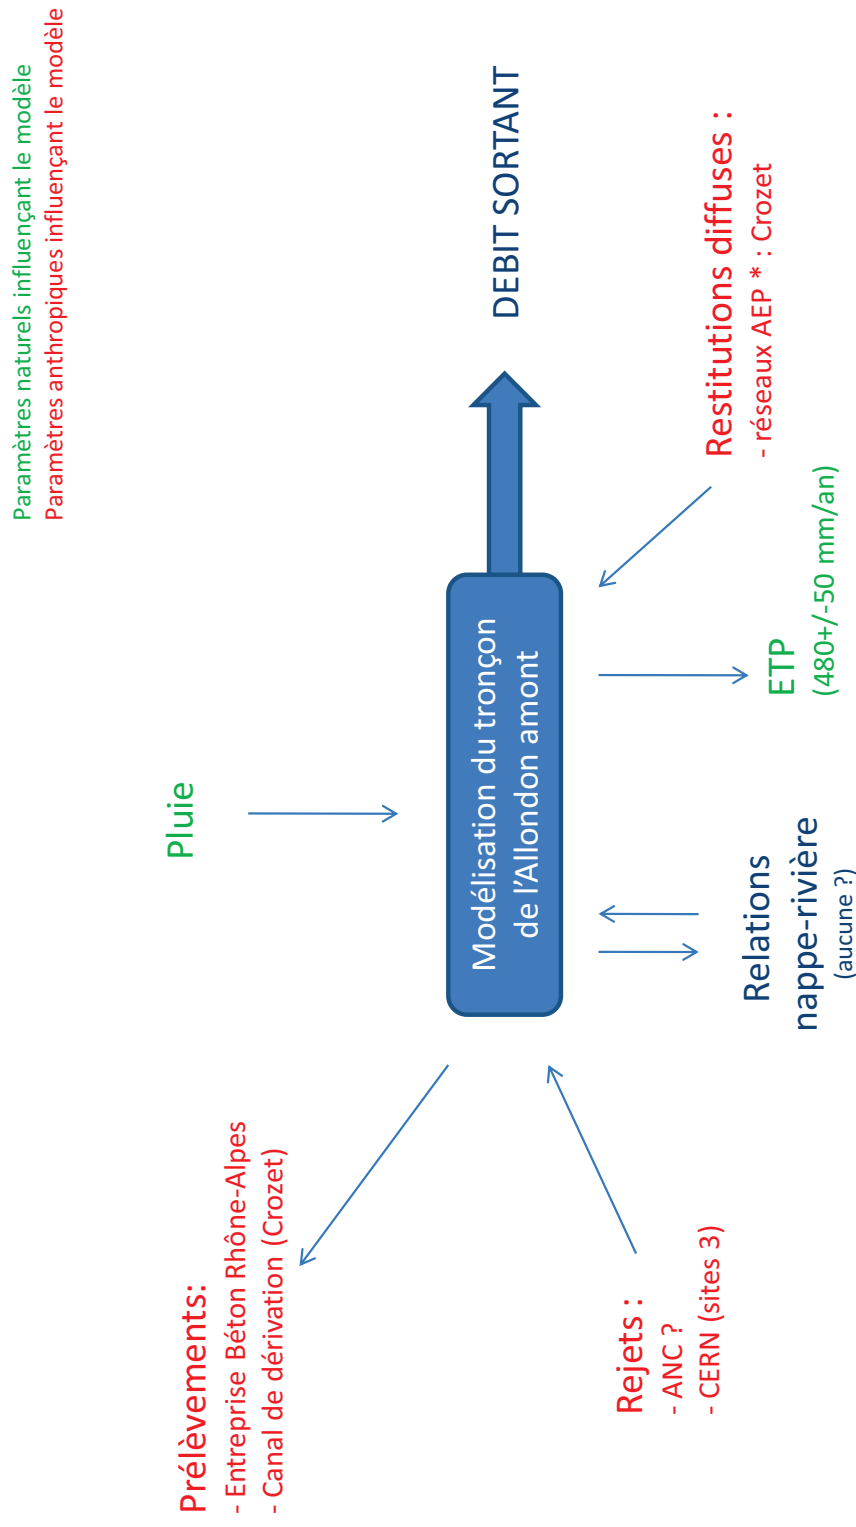 Paramètres naturels influençant le modèle
Paramètres anthropiques influençant le modèle
Prélèvements:
- Entreprise Béton Rhône-Alpes
- Canal de dérivation (Crozet)
Pluie
Modélisation du tronçon
de l'Allondon amont
DEBIT SORTANT
Rejets :
- ANC ?
- CERN (sites 3)
Relations
nappe-rivière
(aucune ?)
ETP
(480+/-50 mm/an)
Restitutions diffuses :
- réseaux AEP * : Crozet